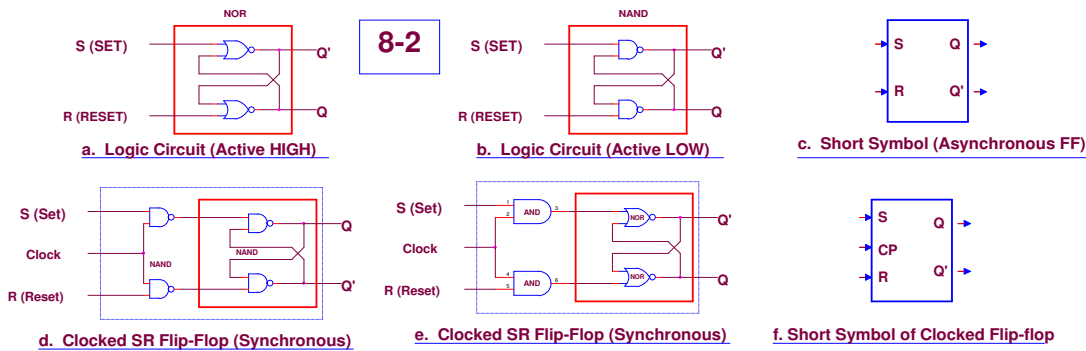 NOR
S (SET)
Q'
R (RESET)
Q
a. Logic Circuit (Active HIGH)
8-2
NAND
S (SET)
Q'
R (RESET)
Q
b. Logic Circuit (Active LOW)
S Q
R Q'
c. Short Symbol (Asynchronous FF)
S (Set)
Q
Clock
NAND
NAND
R (Reset)
Q'
d. Clocked SR Flip-Flop (Synchronous)
S (Set)
1
2
AND
3
NOR
Q'
Clock
4
5
AND
6
NOR
R (Reset)
Q
e. Clocked SR Flip-Flop (Synchronous)
S Q
CP
R Q'
f. Short Symbol of Clocked Flip-flop